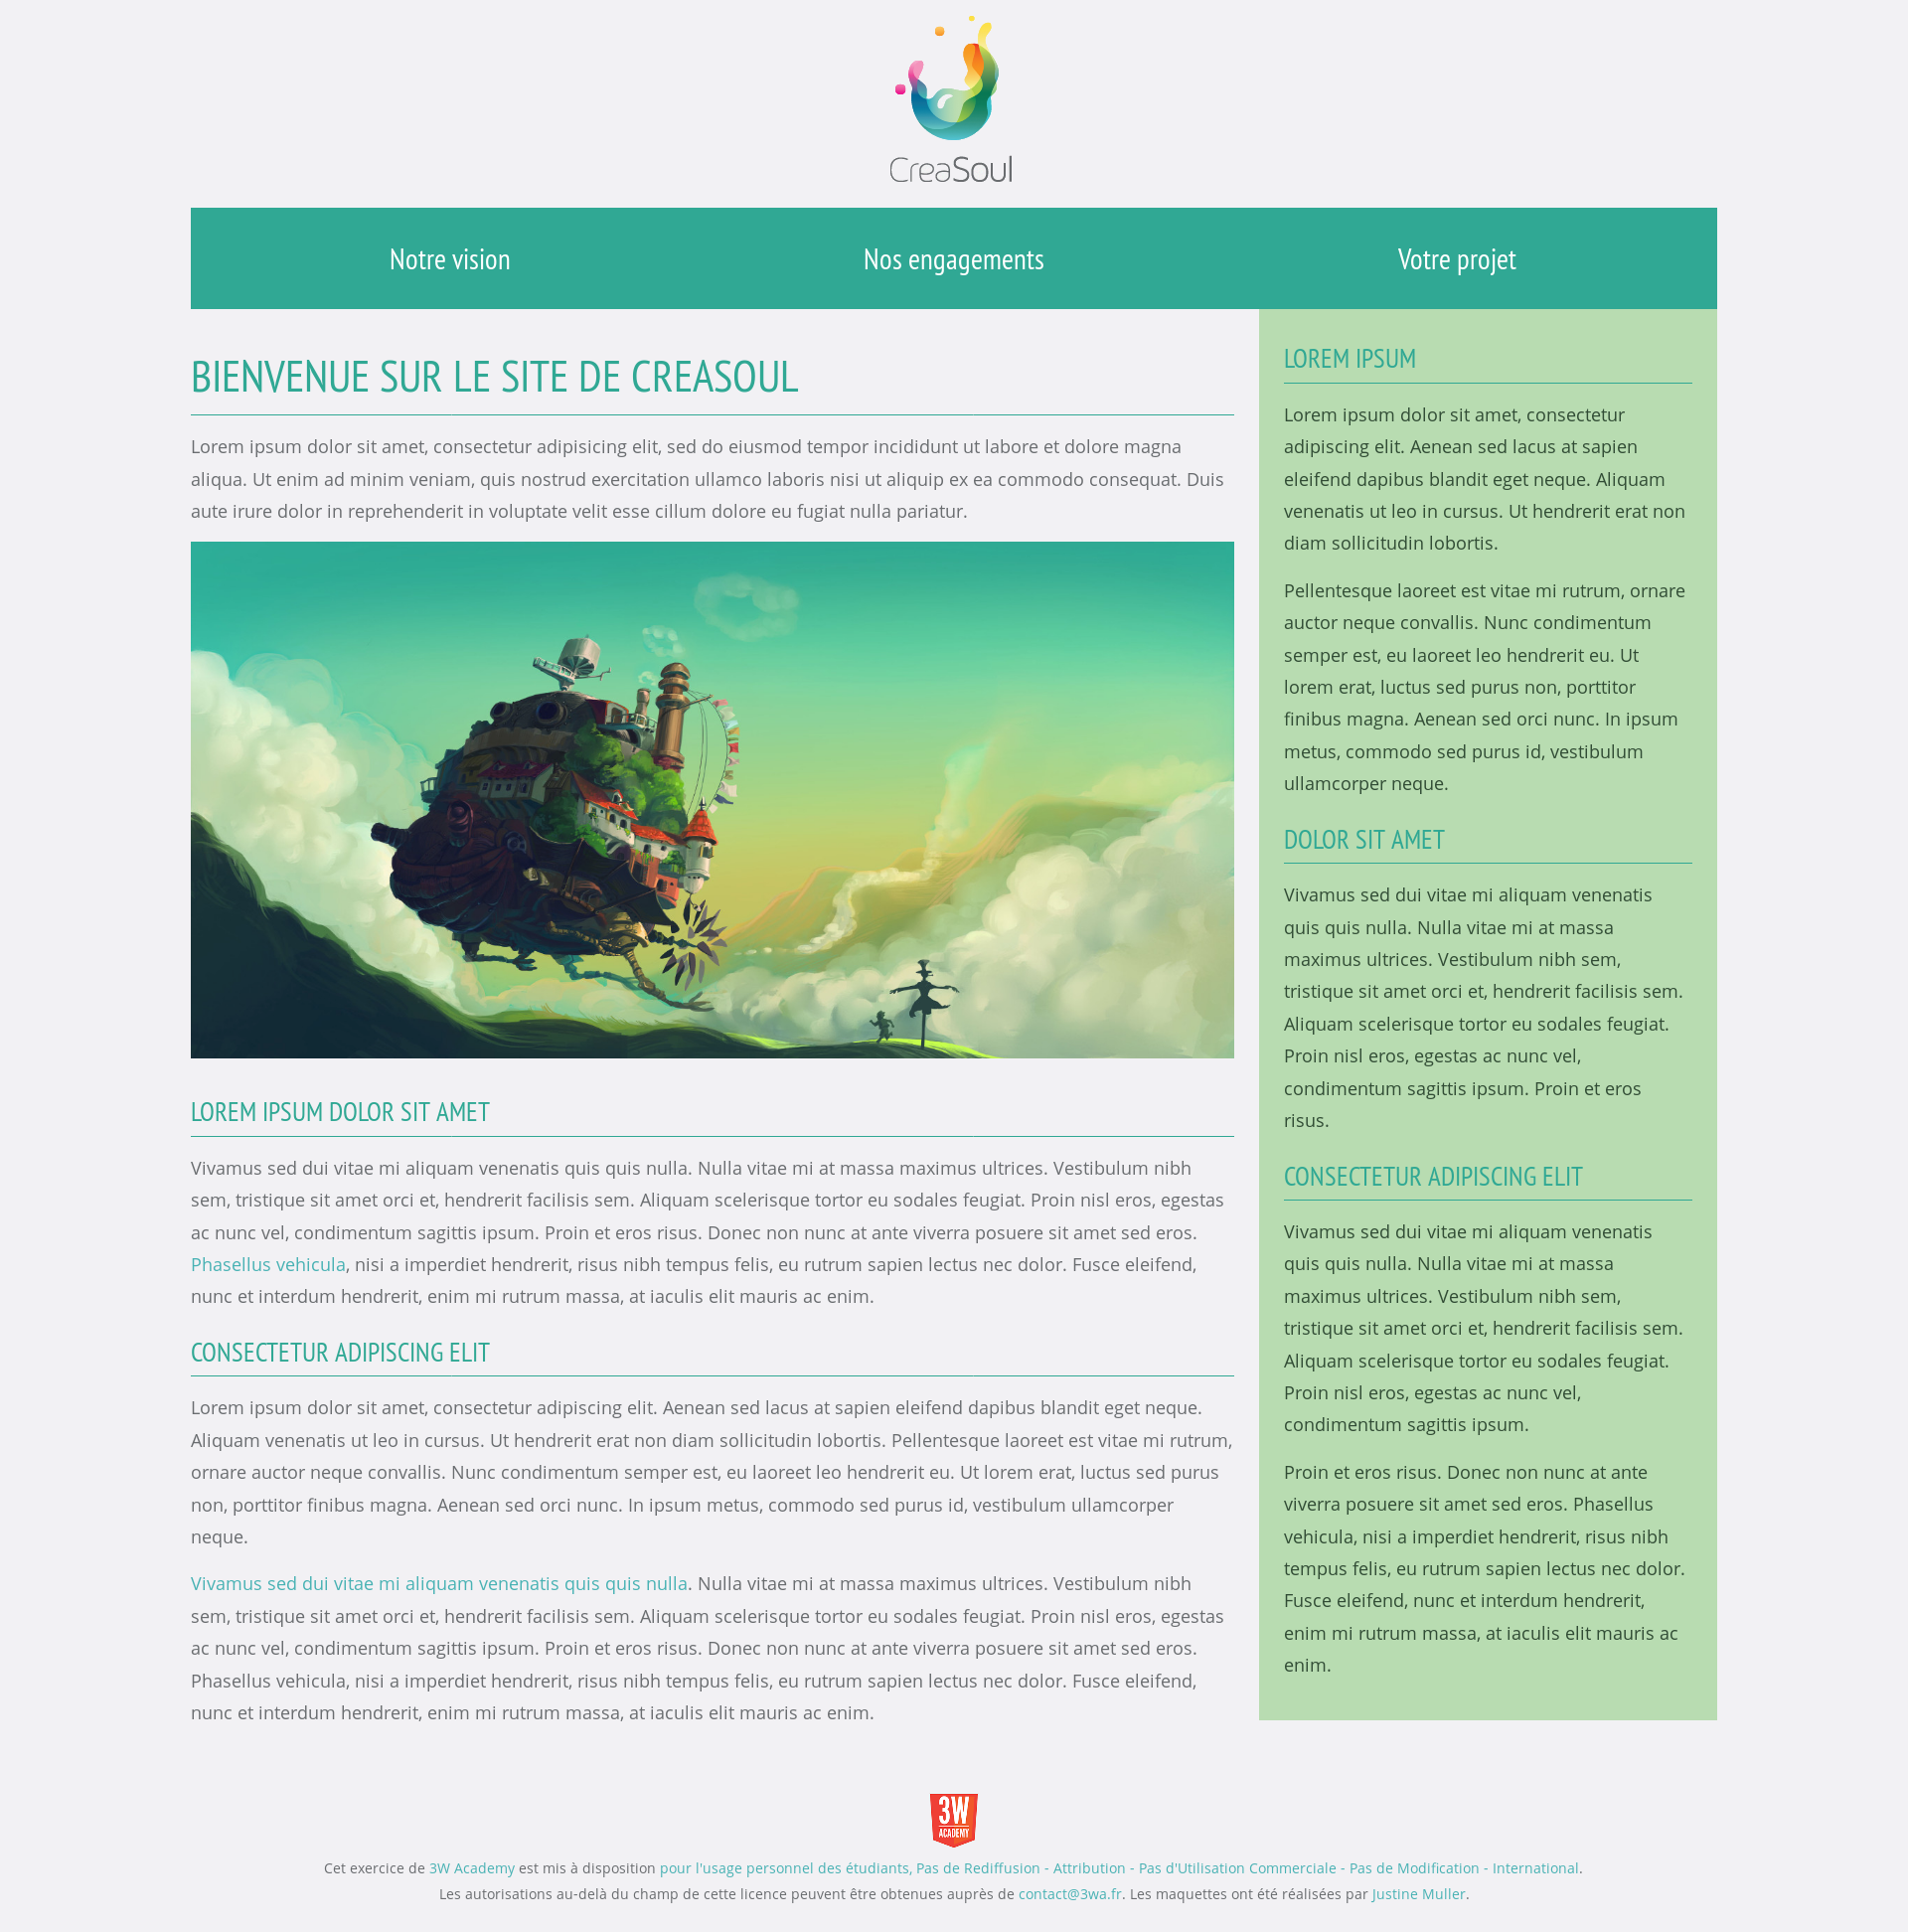 CreaSoul
Notre vision
Nos engagements
Votre projet
BIENVENUE SUR LE SITE DE CREASOUL
Lorem ipsum dolor sit amet, consectetur adipisicing elit, sed do eiusmod tempor incididunt ut labore et dolore magna
aliqua. Ut enim ad minim veniam, quis nostrud exercitation ullamco laboris nisi ut aliquip ex ea commodo consequat. Duis
aute irure dolor in reprehenderit in voluptate velit esse cillum dolore eu fugiat nulla pariatur.
LOREM IPSUM DOLOR SIT AMET
Vivamus sed dui vitae mi aliquam venenatis quis quis nulla. Nulla vitae mi at massa maximus ultrices. Vestibulum nibh
sem, tristique sit amet orci et, hendrerit facilisis sem. Aliquam scelerisque tortor eu sodales feugiat. Proin nisl eros, egestas
ac nunc vel, condimentum sagittis ipsum. Proin et eros risus. Donec non nunc at ante viverra posuere sit amet sed eros.
Phasellus vehicula, nisi a imperdiet hendrerit, risus nibh tempus felis, eu rutrum sapien lectus nec dolor. Fusce eleifend,
nunc et interdum hendrerit, enim mi rutrum massa, at iaculis elit mauris ac enim.
CONSECTETUR ADIPISCING ELIT
Lorem ipsum dolor sit amet, consectetur adipiscing elit. Aenean sed lacus at sapien eleifend dapibus blandit eget neque.
Aliquam venenatis ut leo in cursus. Ut hendrerit erat non diam sollicitudin lobortis. Pellentesque laoreet est vitae mi rutrum,
ornare auctor neque convallis. Nunc condimentum semper est, eu laoreet leo hendrerit eu. Ut lorem erat, luctus sed purus
non, porttitor finibus magna. Aenean sed orci nunc. In ipsum metus, commodo sed purus id, vestibulum ullamcorper
neque.
Vivamus sed dui vitae mi aliquam venenatis quis quis nulla. Nulla vitae mi at massa maximus ultrices. Vestibulum nibh
sem, tristique sit amet orci et, hendrerit facilisis sem. Aliquam scelerisque tortor eu sodales feugiat. Proin nisl eros, egestas
ac nunc vel, condimentum sagittis ipsum. Proin et eros risus. Donec non nunc at ante viverra posuere sit amet sed eros.
Phasellus vehicula, nisi a imperdiet hendrerit, risus nibh tempus felis, eu rutrum sapien lectus nec dolor. Fusce eleifend,
nunc et interdum hendrerit, enim mi rutrum massa, at iaculis elit mauris ac enim.
LOREM IPSUM
Lorem ipsum dolor sit amet, consectetur
adipiscing elit. Aenean sed lacus at sapien
eleifend dapibus blandit eget neque. Aliquam
venenatis ut leo in cursus. Ut hendrerit erat non
diam sollicitudin lobortis.
Pellentesque laoreet est vitae mi rutrum, ornare
auctor neque convallis. Nunc condimentum
semper est, eu laoreet leo hendrerit eu. Ut
lorem erat, luctus sed purus non, porttitor
finibus magna. Aenean sed orci nunc. In ipsum
metus, commodo sed purus id, vestibulum
ullamcorper neque.
DOLOR SIT AMET
Vivamus sed dui vitae mi aliquam venenatis
quis quis nulla. Nulla vitae mi at massa
maximus ultrices. Vestibulum nibh sem,
tristique sit amet orci et, hendrerit facilisis sem.
Aliquam scelerisque tortor eu sodales feugiat.
Proin nisl eros, egestas ac nunc vel,
condimentum sagittis ipsum. Proin et eros
risus.
CONSECTETUR ADIPISCING ELIT
Vivamus sed dui vitae mi aliquam venenatis
quis quis nulla. Nulla vitae mi at massa
maximus ultrices. Vestibulum nibh sem,
tristique sit amet orci et, hendrerit facilisis sem.
Aliquam scelerisque tortor eu sodales feugiat.
Proin nisl eros, egestas ac nunc vel,
condimentum sagittis ipsum.
Proin et eros risus. Donec non nunc at ante
viverra posuere sit amet sed eros. Phasellus
vehicula, nisi a imperdiet hendrerit, risus nibh
tempus felis, eu rutrum sapien lectus nec dolor.
Fusce eleifend, nunc et interdum hendrerit,
enim mi rutrum massa, at iaculis elit mauris ac
enim.
3W
ACADEMY
Cet exercice de 3W Academy est mis à disposition pour l'usage personnel des étudiants, Pas de Rediffusion - Attribution - Pas d'Utilisation Commerciale - Pas de Modification - International.
Les autorisations au-delà du champ de cette licence peuvent être obtenues auprès de contact@3wa.fr. Les maquettes ont été réalisées par Justine Muller.